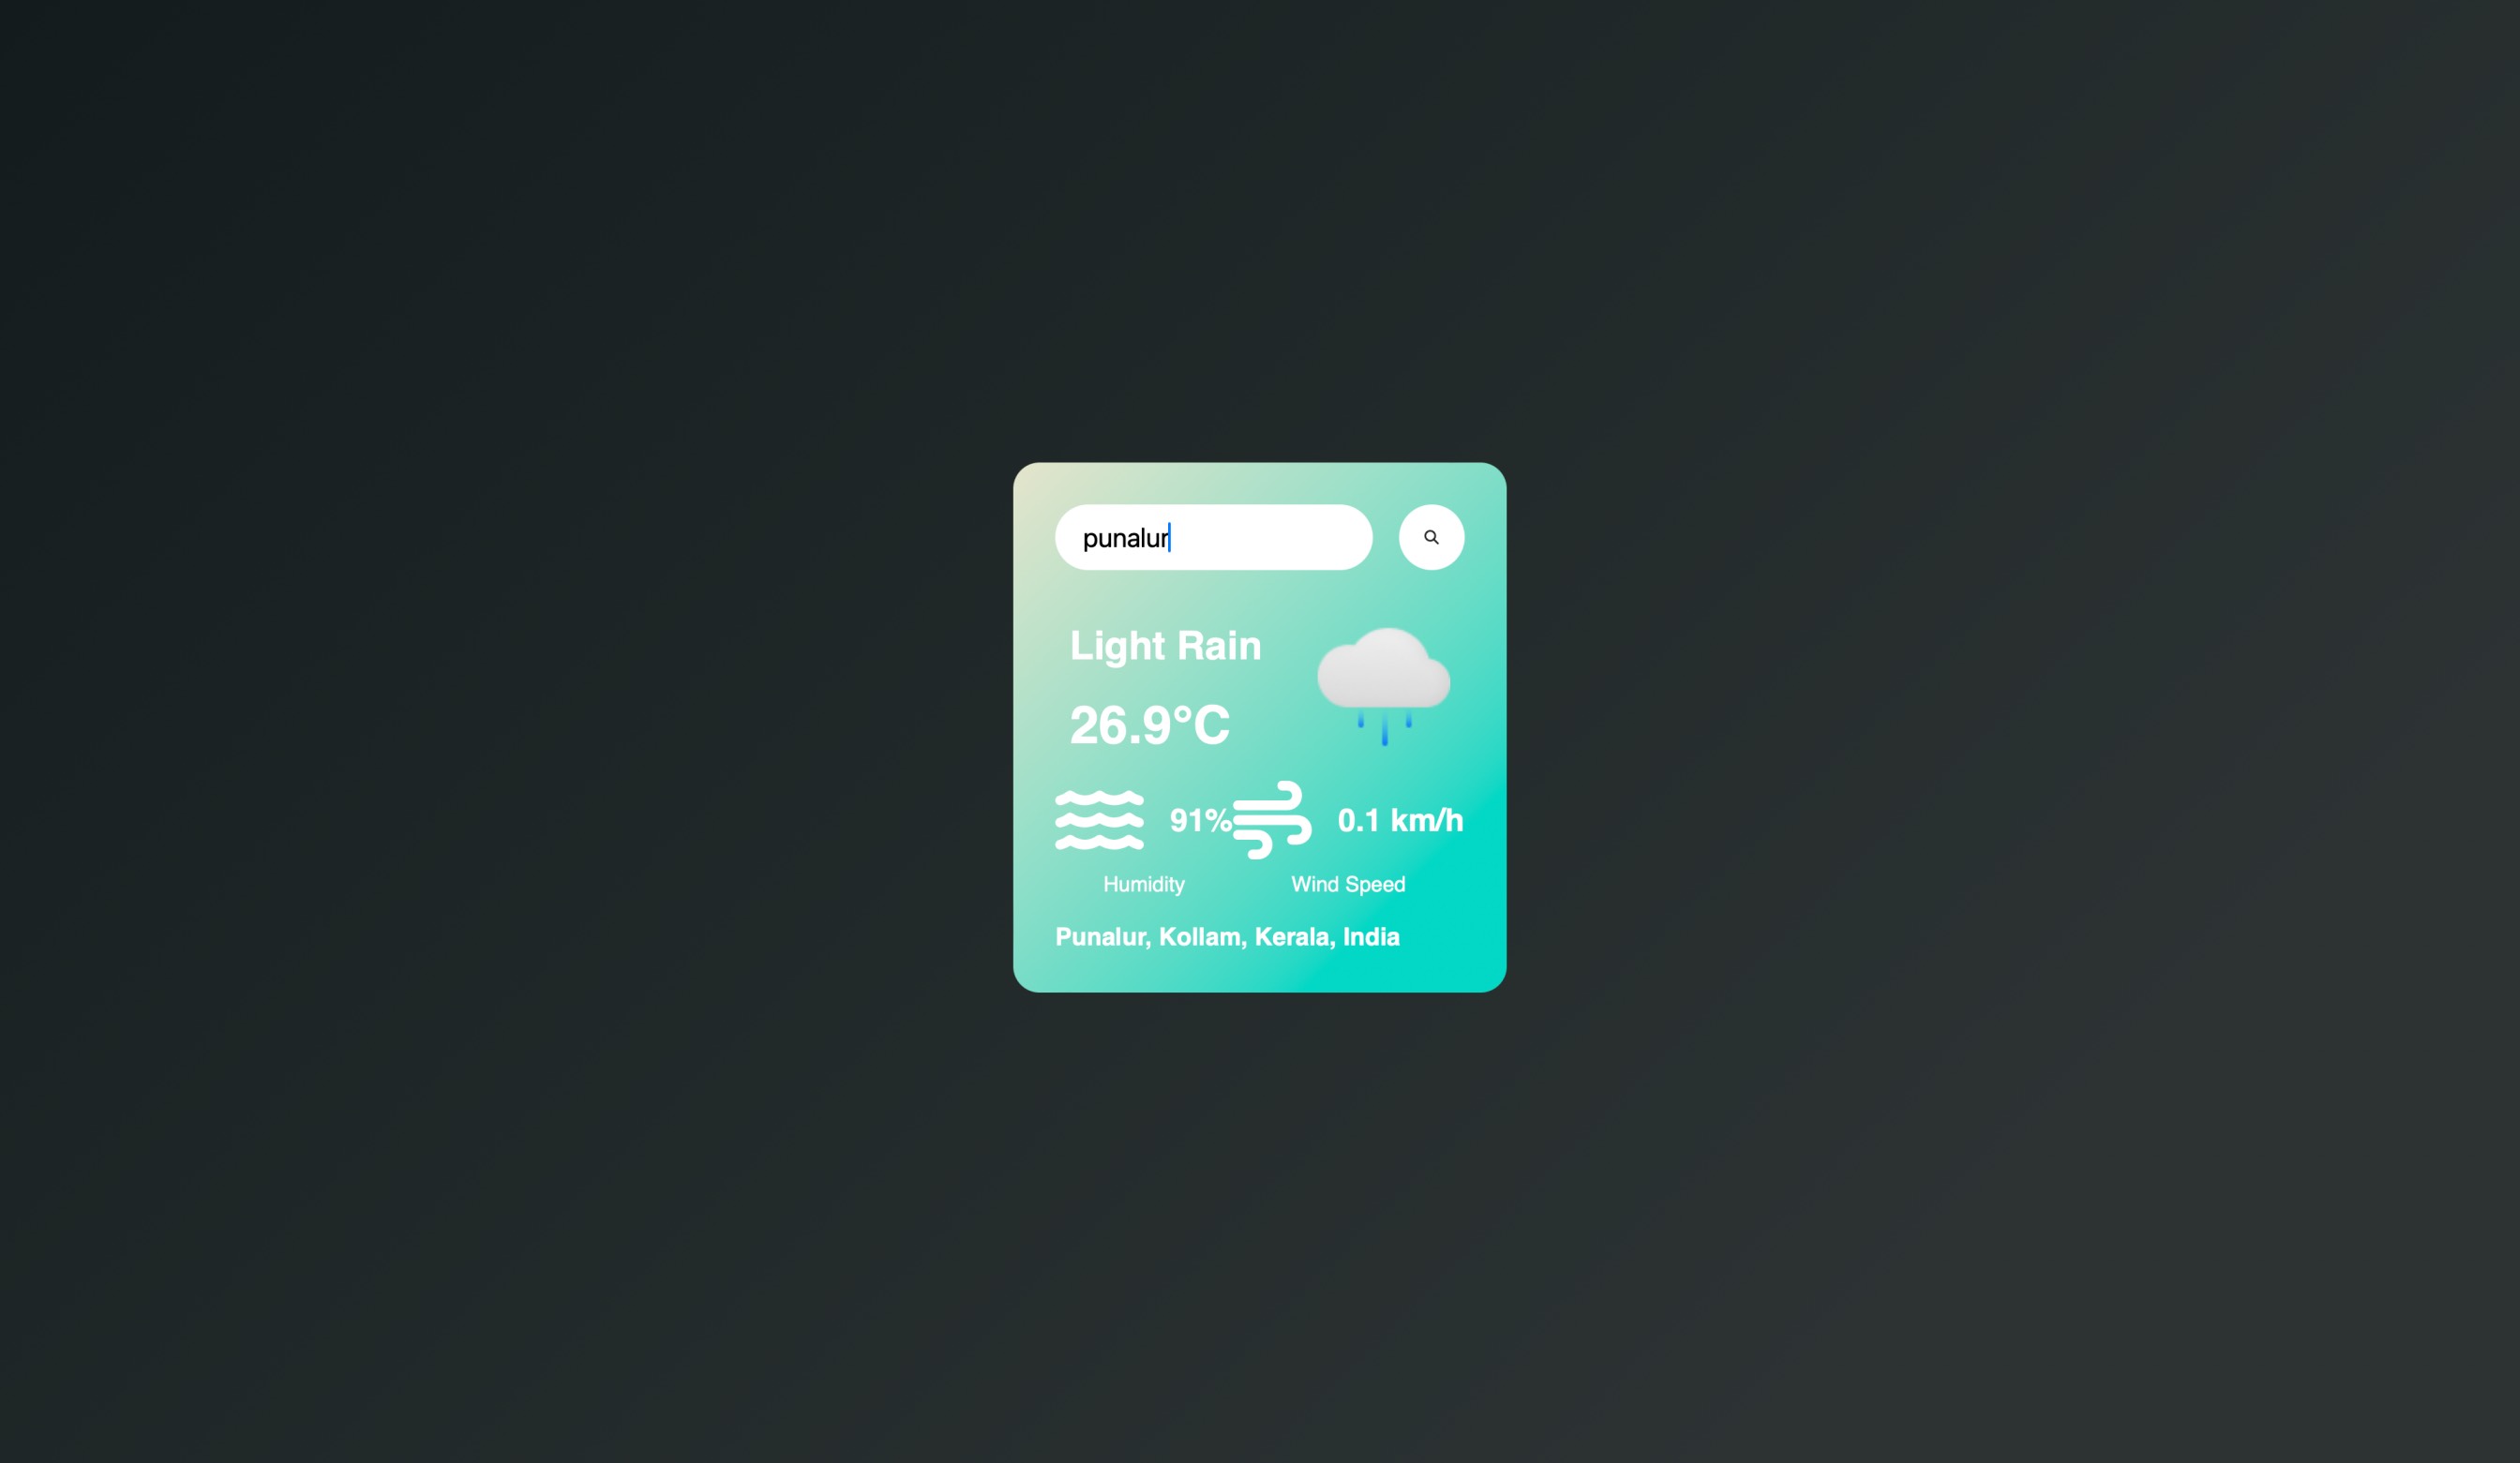 punalur
Light Rain
26.9°C
91% 0.1 km/h
Humidity Wind Speed
Punalur, Kollam, Kerala, India